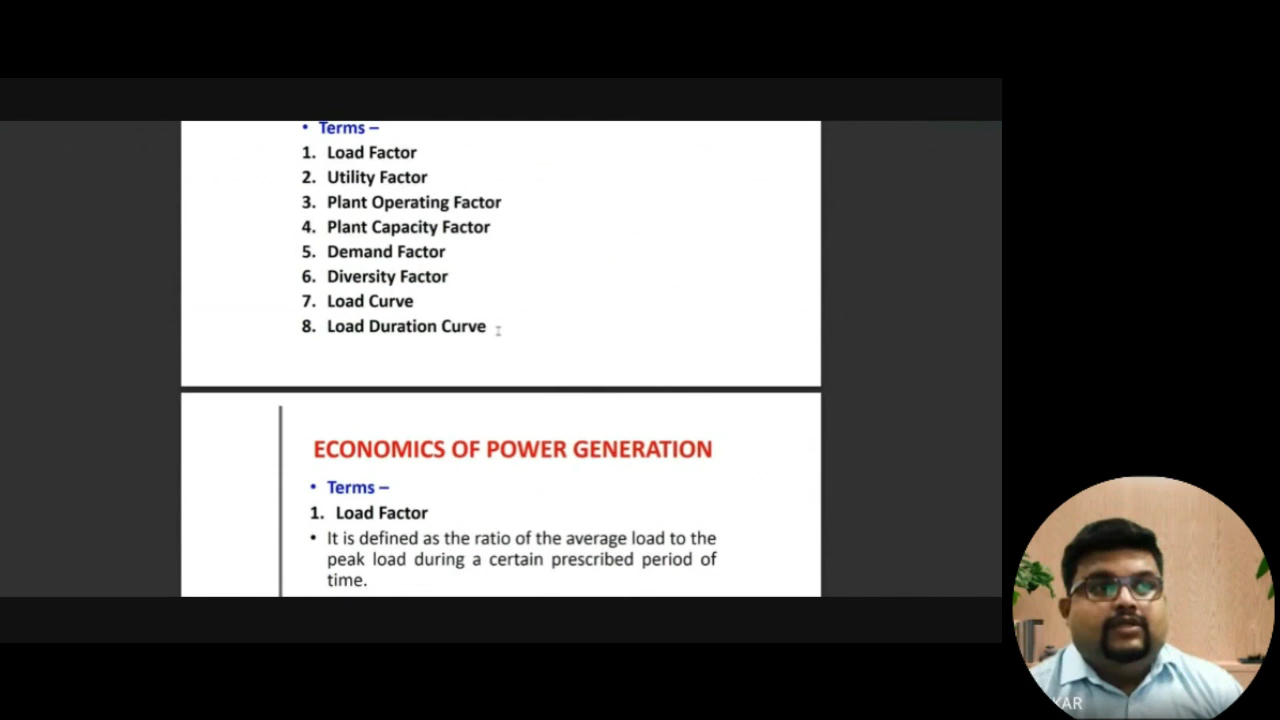 • Terms –
1. Load Factor
2. Utility Factor
3. Plant Operating Factor
4. Plant Capacity Factor
5. Demand Factor
6. Diversity Factor
7. Load Curve
8. Load Duration Curve
ECONOMICS OF POWER GENERATION
• Terms –
1. Load Factor
• It is defined as the ratio of the average load to the
peak load during a certain prescribed period of
time.
KAR